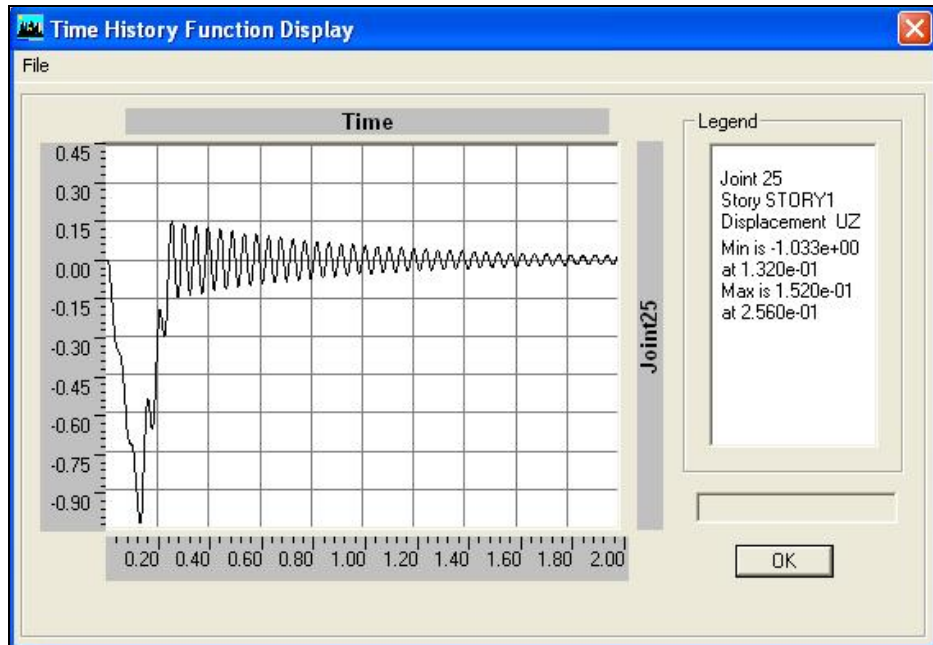 Time History Function Display
File
Time
0.45
0.30
0.15
0.00
-0.15
-0.30
-0.45
-0.60
-0.75
-0.90
0.20 0.40 0.60 0.80 1.00 1.20 1.40 1.60 1.80 2.00
Joint25
Legend
Joint 25
Story STORY1
Displacement UZ
Min is -1.033e+00
at 1.320e-01
Max is 1.520e-01
at 2.560e-01
OK